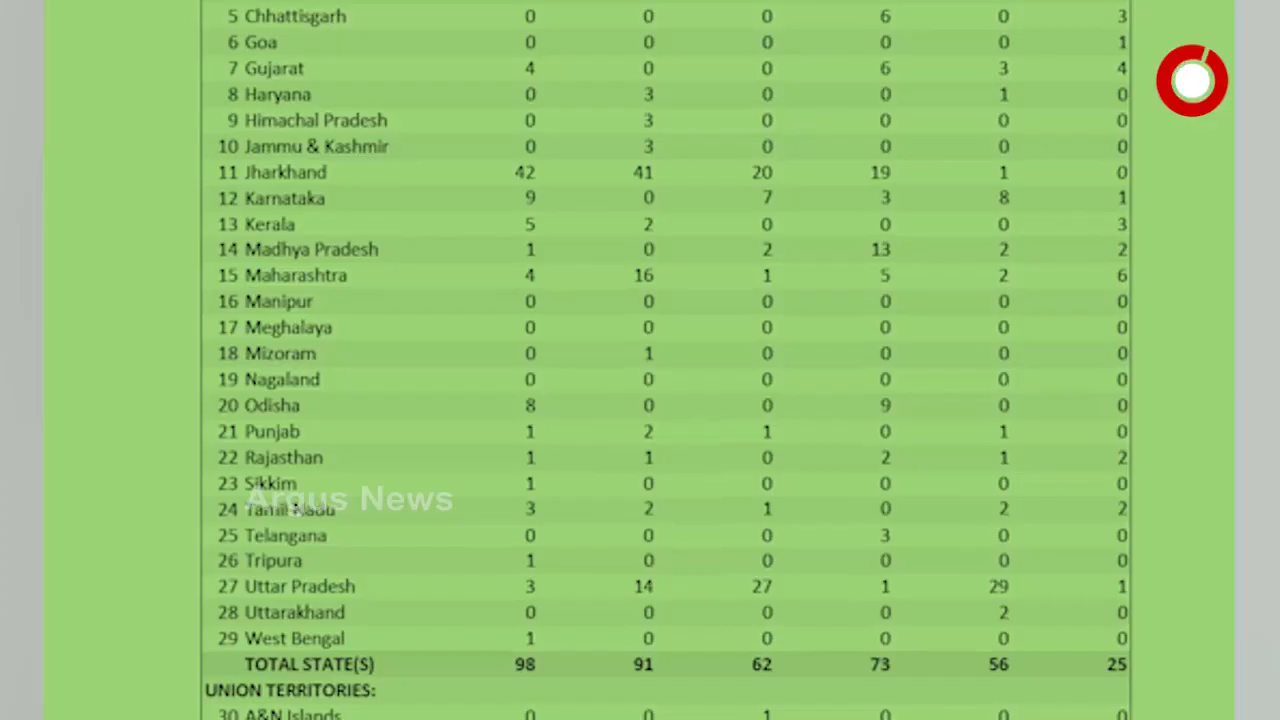 5 Chhattisgarh 0 0 0 6 0 3
6 Goa 0 0 0 0 0 1
7 Gujarat 4 0 0 6 3 4
8 Haryana 0 3 0 0 1 0
9 Himachal Pradesh 0 3 0 0 0 0
10 Jammu & Kashmir 0 3 0 0 0 0
11 Jharkhand 42 41 20 19 1 0
12 Karnataka 9 0 7 3 8 1
13 Kerala 5 2 0 0 0 3
14 Madhya Pradesh 1 0 2 13 2 2
15 Maharashtra 4 16 1 5 2 6
16 Manipur 0 0 0 0 0 0
17 Meghalaya 0 0 0 0 0 0
18 Mizoram 0 1 0 0 0 0
19 Nagaland 0 0 0 0 0 0
20 Odisha 8 0 0 9 0 0
21 Punjab 1 2 1 0 1 0
22 Rajasthan 1 1 0 2 1 2
23 Sikkim 1 0 0 0 0 0
Argus News
24 Tamil Nadu 3 2 1 0 2 2
25 Telangana 0 0 0 3 0 0
26 Tripura 1 0 0 0 0 0
27 Uttar Pradesh 3 14 27 1 29 1
28 Uttarakhand 0 0 0 0 2 0
29 West Bengal 1 0 0 0 0 0
TOTAL STATE(S) 98 91 62 73 56 25
UNION TERRITORIES:
30 A&N Islands 0 0 1 0 0 0